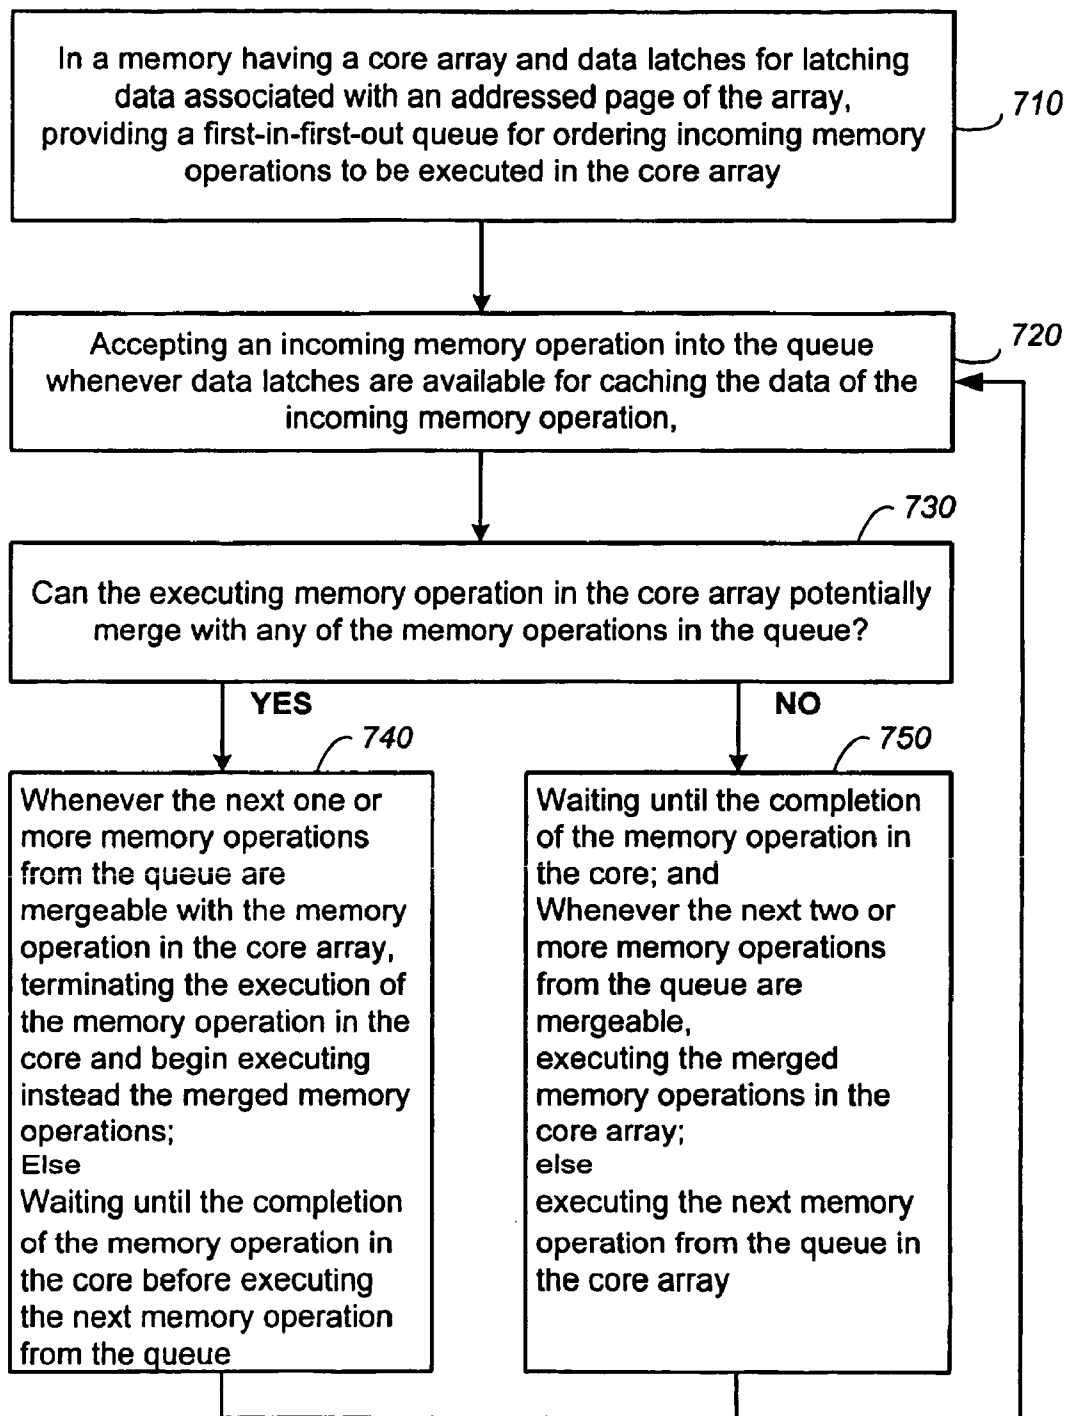 In a memory having a core array and data latches for latching
data associated with an addressed page of the array,
providing a first-in-first-out queue for ordering incoming memory
operations to be executed in the core array
710
Accepting an incoming memory operation into the queue
whenever data latches are available for caching the data of the
incoming memory operation,
720
730
Can the executing memory operation in the core array potentially
merge with any of the memory operations in the queue?
YES
NO
740
Whenever the next one or
more memory operations
from the queue are
mergeable with the memory
operation in the core array,
terminating the execution of
the memory operation in the
core and begin executing
instead the merged memory
operations;
Else
Waiting until the completion
of the memory operation in
the core before executing
the next memory operation
from the queue
750
Waiting until the completion
of the memory operation in
the core; and
Whenever the next two or
more memory operations
from the queue are
mergeable,
executing the merged
memory operations in the
core array;
else
executing the next memory
operation from the queue in
the core array